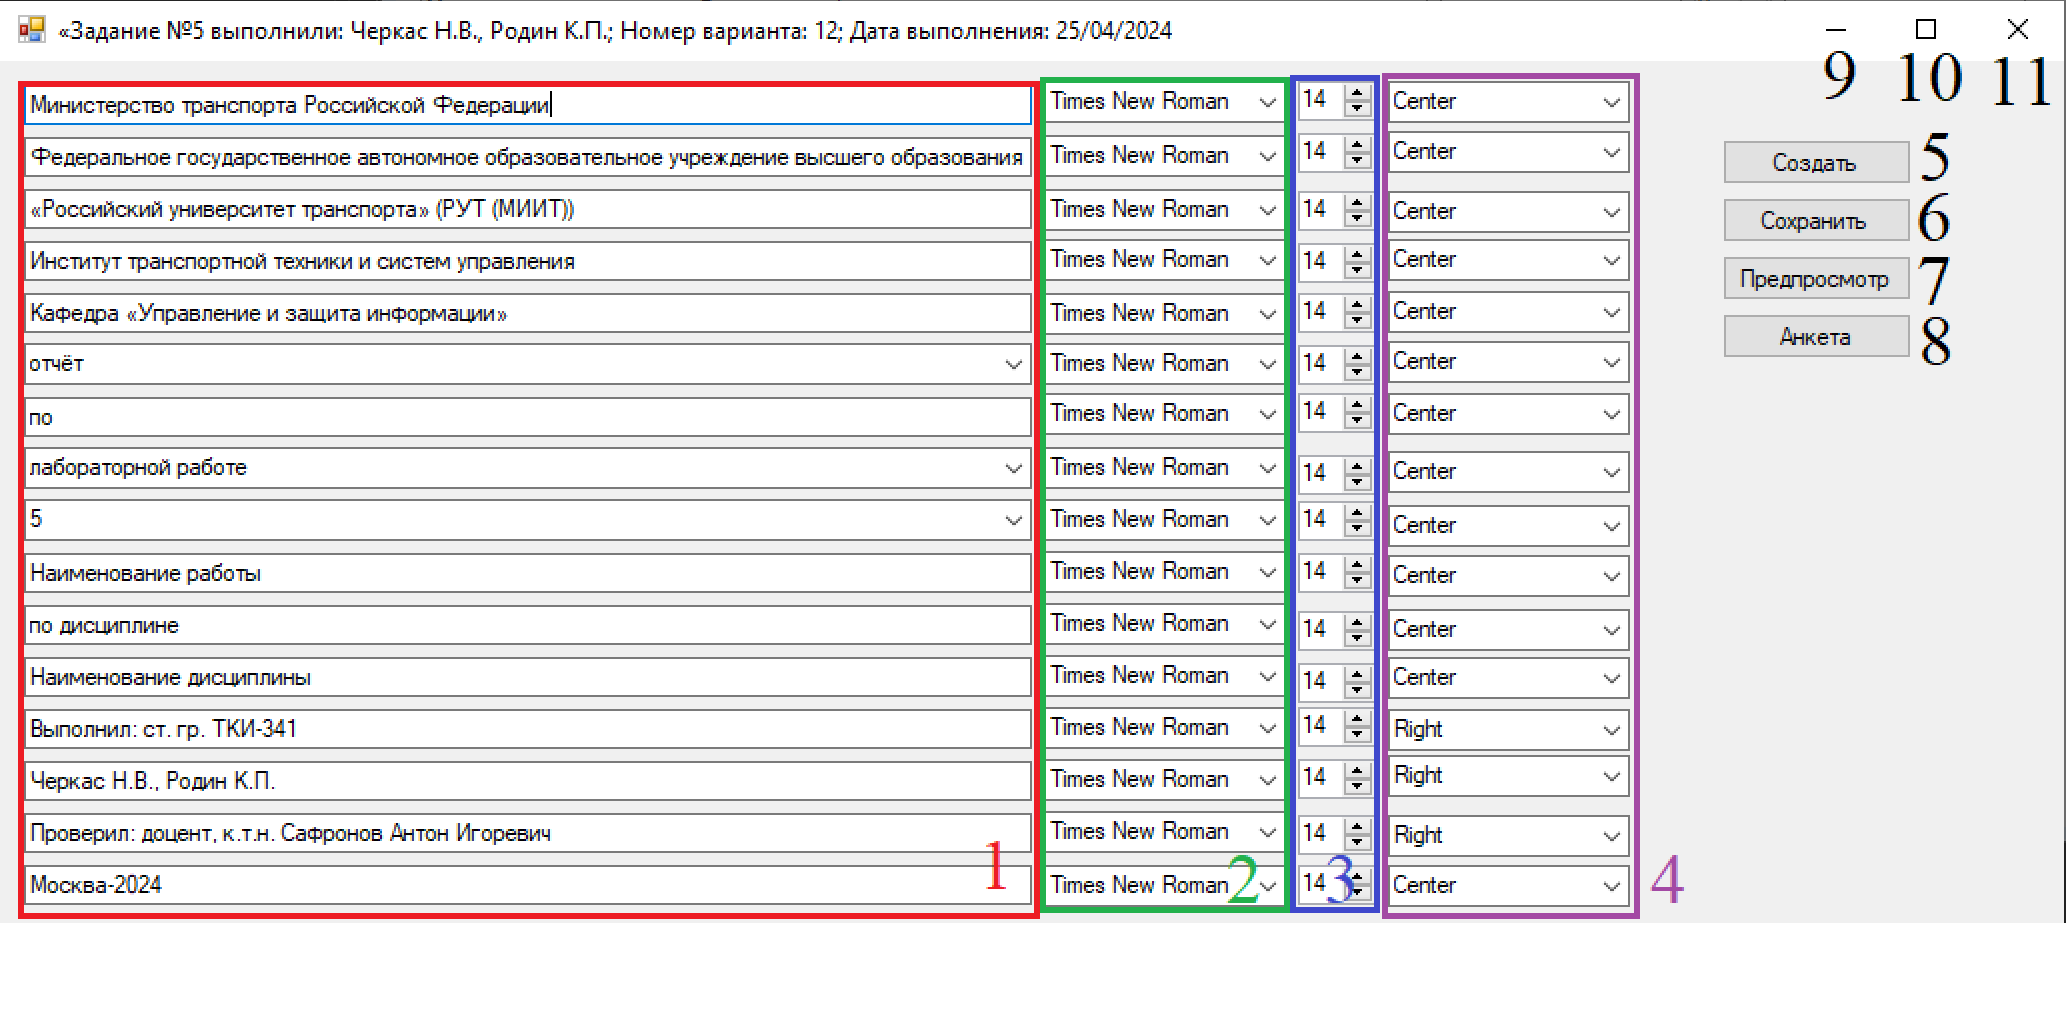 «Задание №5 выполнили: Черкас Н.В., Родин К.П.; Номер варианта: 12; Дата выполнения: 25/04/2024
9 10 11
Министерство транспорта Российской Федерации Times New Roman 14 Center
Федеральное государственное автономное образовательное учреждение высшего образования Times New Roman 14 Center
Создать 5
«Российский университет транспорта» (РУТ (МИИТ)) Times New Roman 14 Center
Сохранить 6
Институт транспортной техники и систем управления Times New Roman 14 Center
Предпросмотр 7
Кафедра «Управление и защита информации» Times New Roman 14 Center
Анкета 8
отчёт Times New Roman 14 Center
по Times New Roman 14 Center
лабораторной работе Times New Roman 14 Center
5 Times New Roman 14 Center
Наименование работы Times New Roman 14 Center
по дисциплине Times New Roman 14 Center
Наименование дисциплины Times New Roman 14 Center
Выполнил: ст. гр. ТКИ-341 Times New Roman 14 Right
Черкас Н.В., Родин К.П. Times New Roman 14 Right
Проверил: доцент, к.т.н. Сафронов Антон Игоревич Times New Roman 14 Right
Москва-2024 Times New Roman 14 Center
1 2 3 4